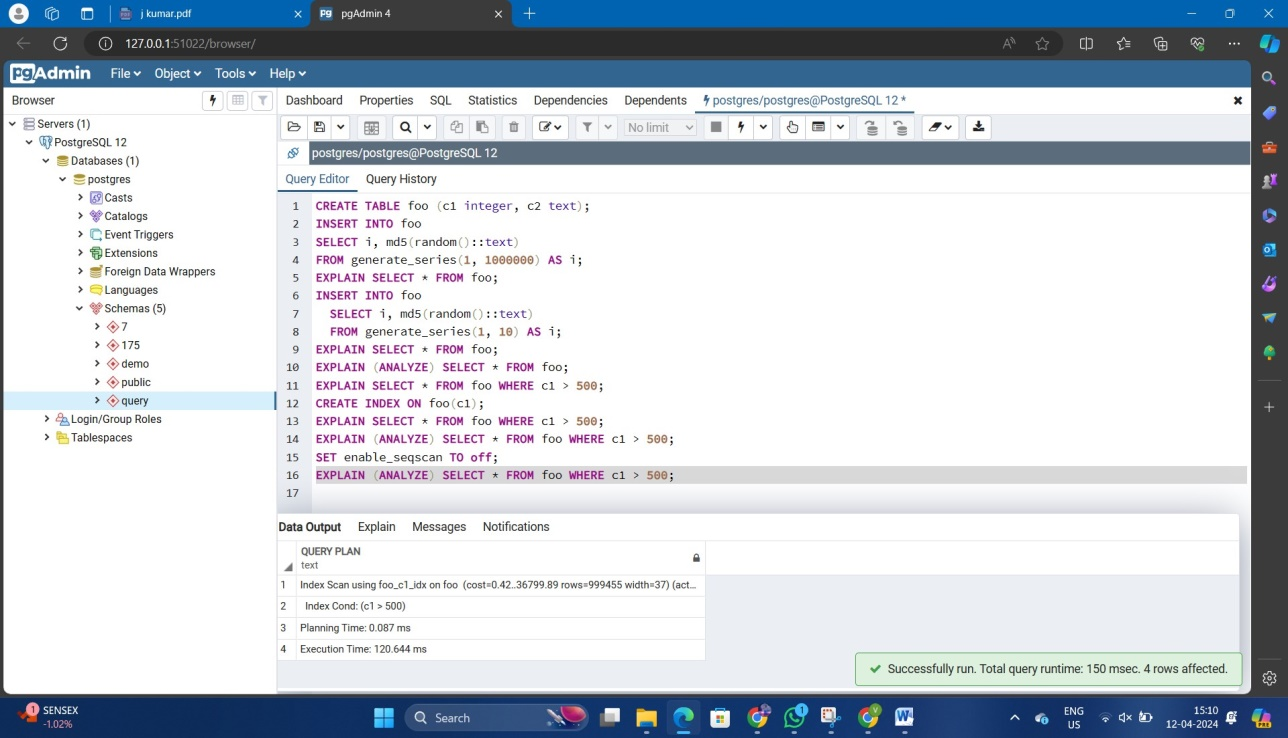 j kumar.pdf
pgAdmin 4
127.0.0.1:51022/browser/
pgAdmin File Object Tools Help
Browser
Dashboard Properties SQL Statistics Dependencies Dependents postgres/postgres@PostgreSQL 12 *
Servers (1)
PostgreSQL 12
Databases (1)
postgres
Casts
Catalogs
Event Triggers
Extensions
Foreign Data Wrappers
Languages
Schemas (5)
7
175
demo
public
query
Login/Group Roles
Tablespaces
No limit
postgres/postgres@PostgreSQL 12
Query Editor Query History
1 CREATE TABLE foo (c1 integer, c2 text);
2 INSERT INTO foo
3 SELECT i, md5(random()::text)
4 FROM generate_series(1, 1000000) AS i;
5 EXPLAIN SELECT * FROM foo;
6 INSERT INTO foo
7 SELECT i, md5(random()::text)
8 FROM generate_series(1, 10) AS i;
9 EXPLAIN SELECT * FROM foo;
10 EXPLAIN (ANALYZE) SELECT * FROM foo;
11 EXPLAIN SELECT * FROM foo WHERE c1 > 500;
12 CREATE INDEX ON foo(c1);
13 EXPLAIN SELECT * FROM foo WHERE c1 > 500;
14 EXPLAIN (ANALYZE) SELECT * FROM foo WHERE c1 > 500;
15 SET enable_seqscan TO off;
16 EXPLAIN (ANALYZE) SELECT * FROM foo WHERE c1 > 500;
17
Data Output Explain Messages Notifications
QUERY PLAN
text
1 Index Scan using foo_c1_idx on foo (cost=0.42..36799.89 rows=999455 width=37) (act...
2 Index Cond: (c1 > 500)
3 Planning Time: 0.087 ms
4 Execution Time: 120.644 ms
Successfully run. Total query runtime: 150 msec. 4 rows affected.
1 SENSEX
-1.02%
Search
1
ENG
US
15:10
12-04-2024
PRE